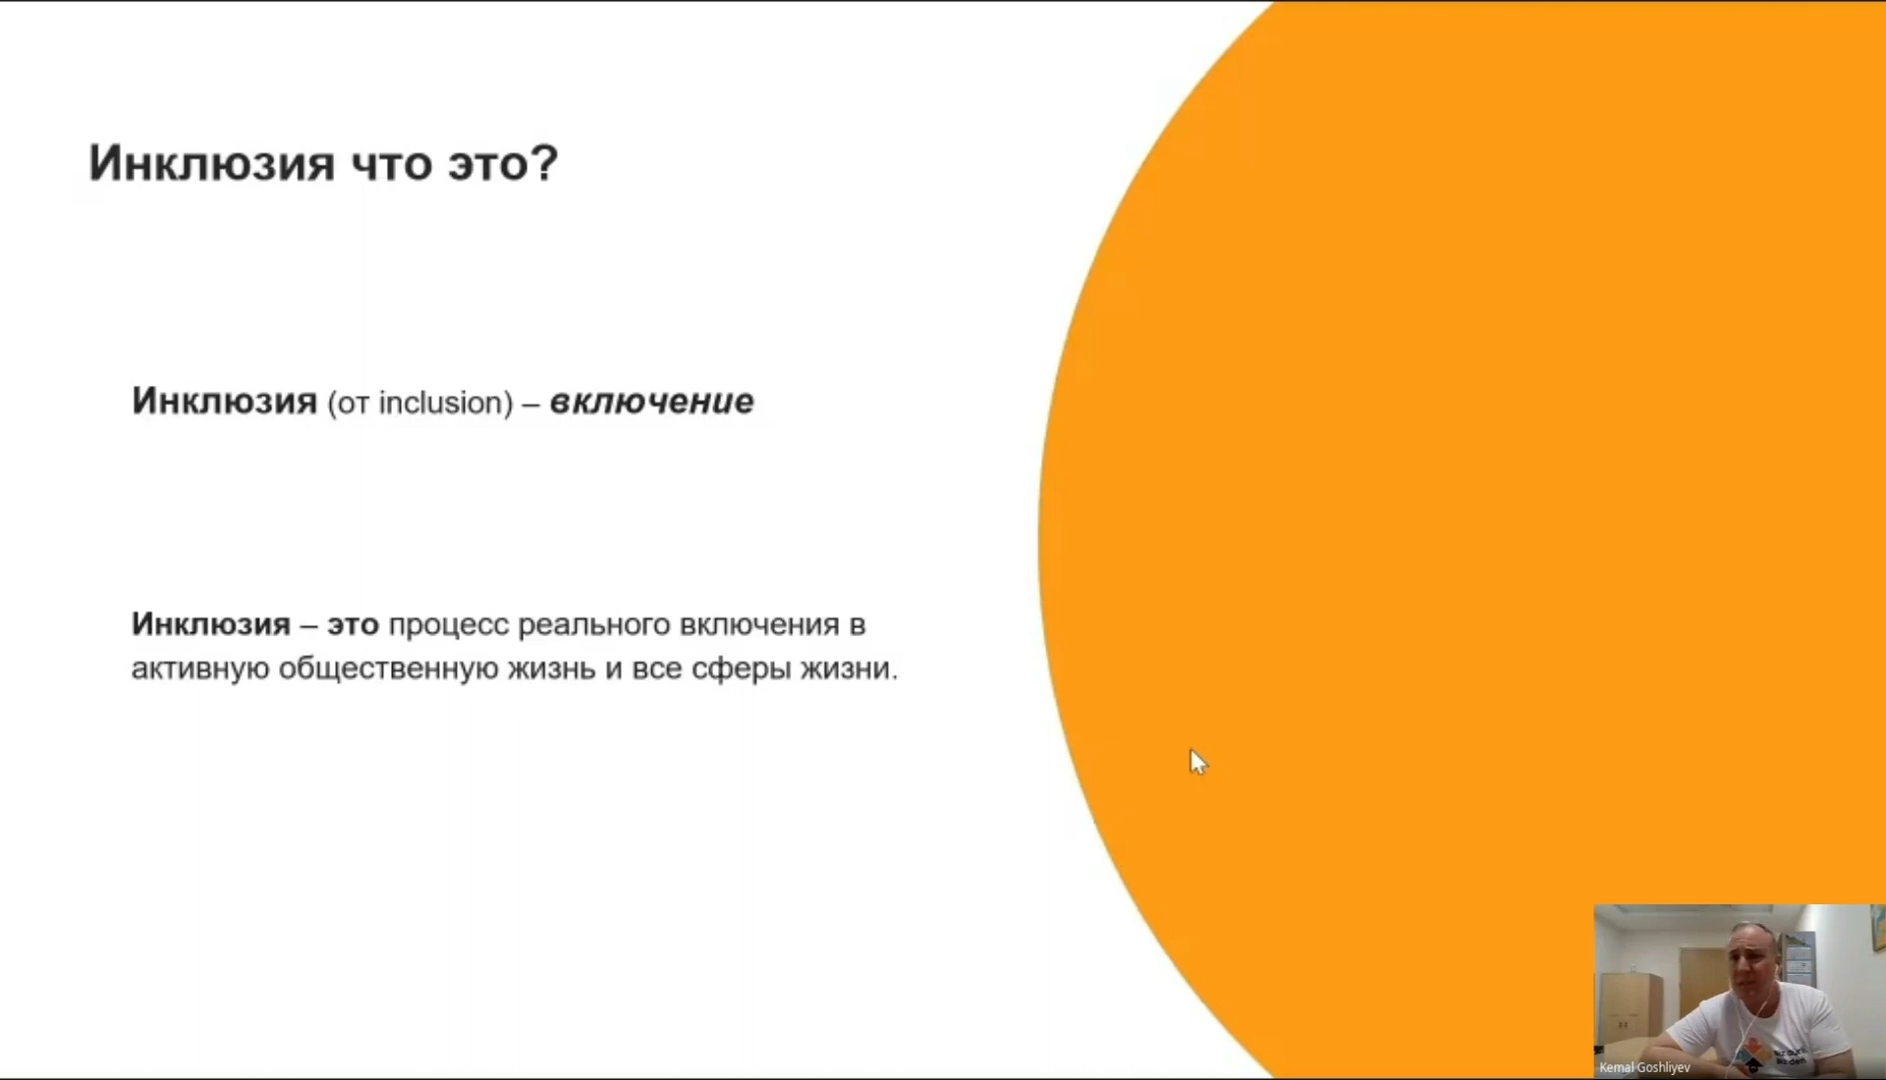 Инклюзия что это?
Инклюзия (от inclusion) – включение
Инклюзия – это процесс реального включения в
активную общественную жизнь и все сферы жизни.
Kemal Goshliyev